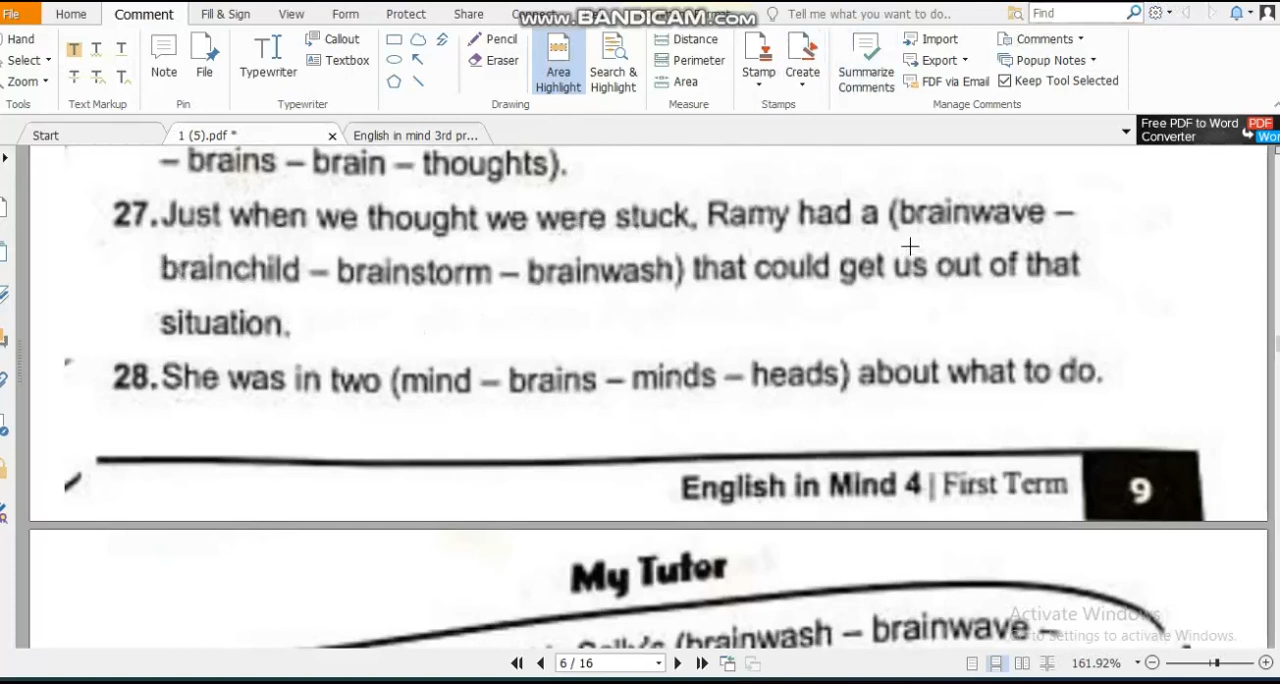 File Home Comment Fill & Sign View Form Protect Share www.BANDICAM.com Tell me what you want to do.. Find
Hand Callout Pencil Distance Import Comments
Select Textbox Eraser Perimeter Export Popup Notes
Zoom Note File Typewriter Area Highlight Search & Highlight Area Stamp Create Summarize Comments FDF via Email Keep Tool Selected
Tools Text Markup Pin Typewriter Drawing Measure Stamps Manage Comments
Start 1 (5).pdf * English in mind 3rd pr... Free PDF to Word Converter PDF
– brains – brain – thoughts).
27. Just when we thought we were stuck, Ramy had a (brainwave –
brainchild – brainstorm – brainwash) that could get us out of that
situation.
28. She was in two (mind – brains – minds – heads) about what to do.
English in Mind 4 | First Term 9
My Tutor
Activate Windows
(brainwash – brainwave –
to Settings to activate Windows.
6 / 16 161.92%